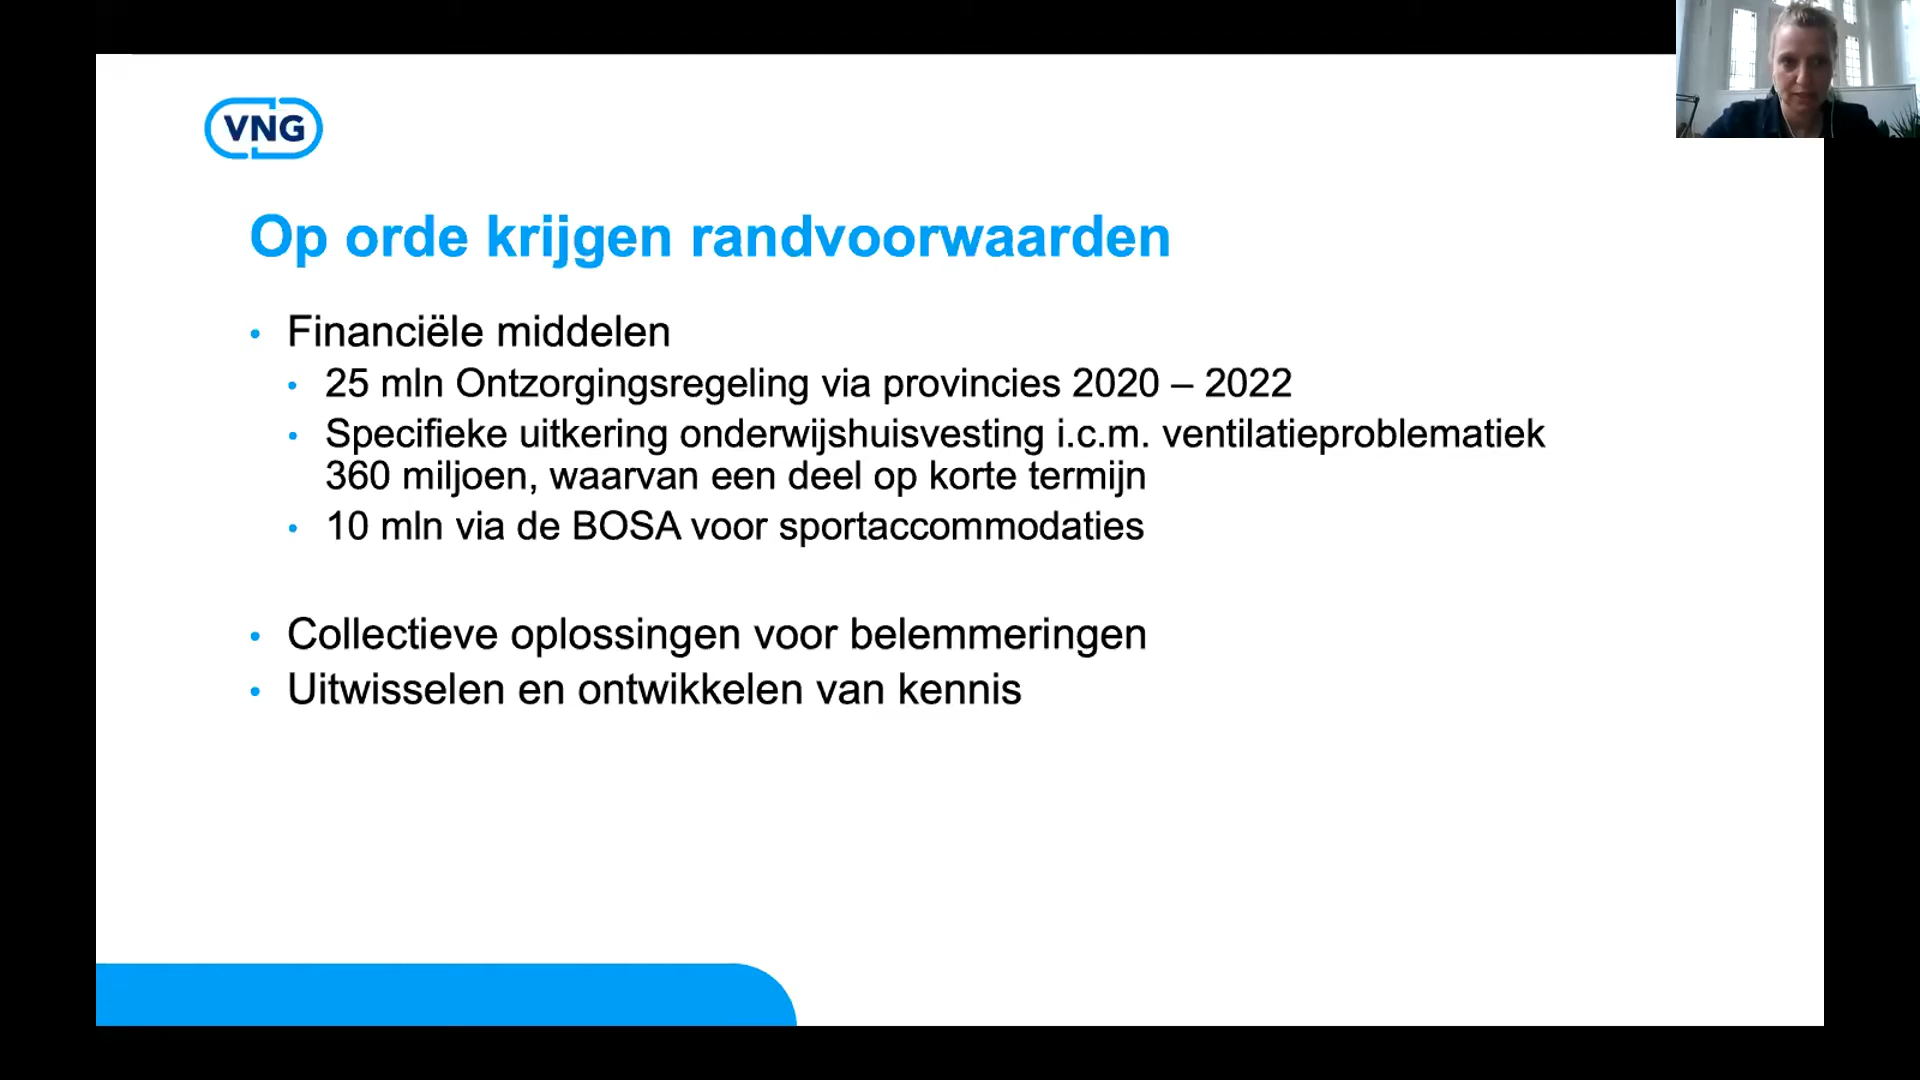 VNG
Op orde krijgen randvoorwaarden
• Financiële middelen
• 25 mln Ontzorgingsregeling via provincies 2020 – 2022
• Specifieke uitkering onderwijshuisvesting i.c.m. ventilatieproblematiek
360 miljoen, waarvan een deel op korte termijn
• 10 mln via de BOSA voor sportaccommodaties
• Collectieve oplossingen voor belemmeringen
• Uitwisselen en ontwikkelen van kennis